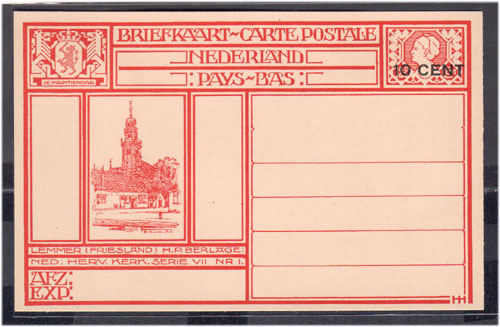 BRIEFKAART~CARTE POSTALE
NEDERLAND
PAYS~BAS
JE MAINTIENDRAI
10 CENT
LEMMER (FRIESLAND) H.P. BERLAGE:
NED. HERV. KERK. SERIE VII NR 1.
AFZ
EXP: